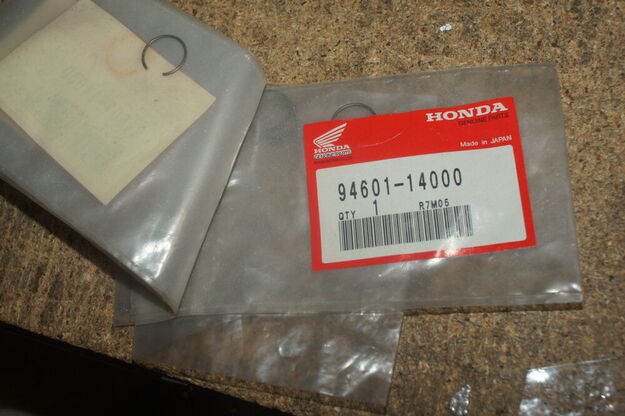 HONDA
GENUINE PARTS
Made in JAPAN
HONDA
94601-14000
QTY 1 R7M05